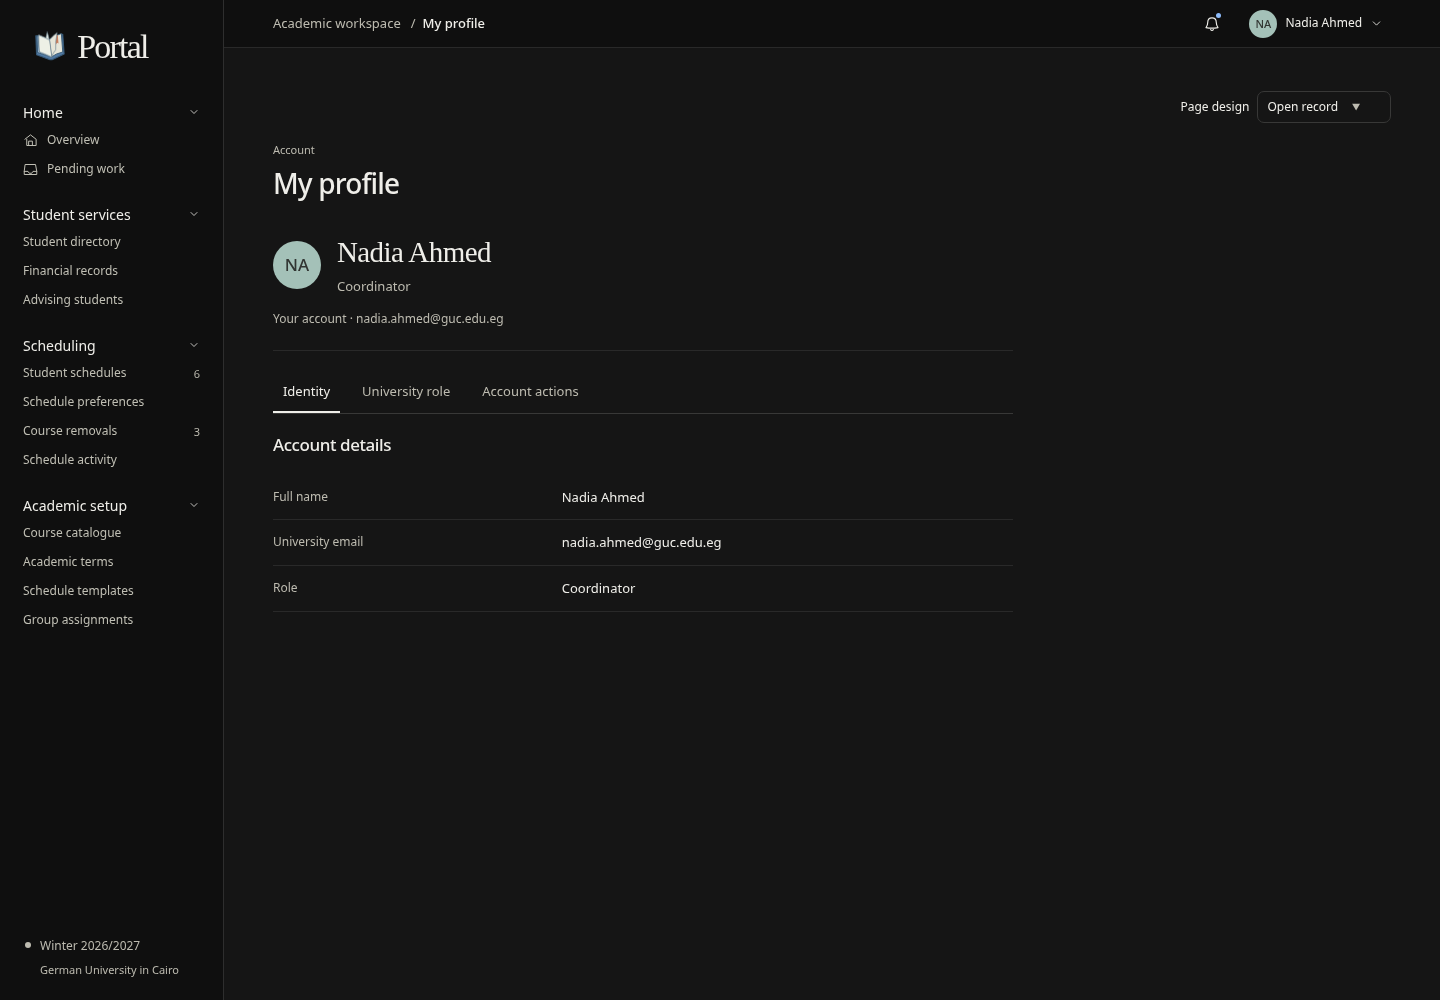 Portal
Home
Overview
Pending work
Student services
Student directory
Financial records
Advising students
Scheduling
Student schedules 6
Schedule preferences
Course removals 3
Schedule activity
Academic setup
Course catalogue
Academic terms
Schedule templates
Group assignments
Winter 2026/2027
German University in Cairo
Academic workspace / My profile
NA Nadia Ahmed
Page design Open record
Account
My profile
NA
Nadia Ahmed
Coordinator
Your account · nadia.ahmed@guc.edu.eg
Identity University role Account actions
Account details
Full name Nadia Ahmed
University email nadia.ahmed@guc.edu.eg
Role Coordinator